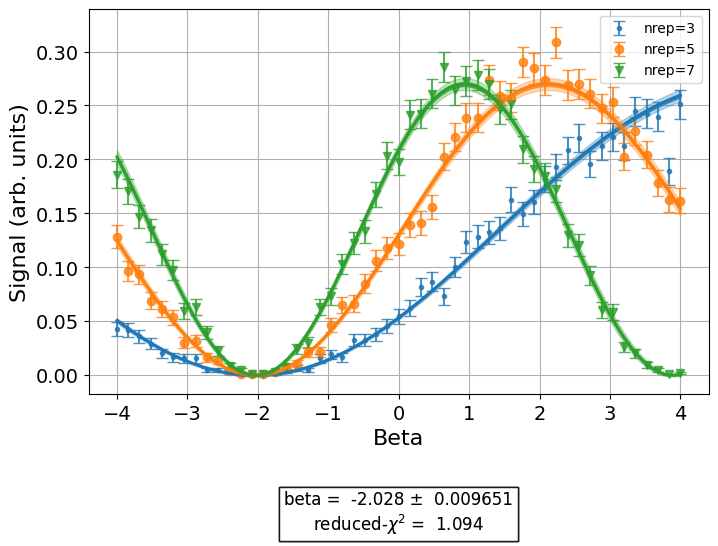 nrep=3
nrep=5
nrep=7
Signal (arb. units)
0.30
0.25
0.20
0.15
0.10
0.05
0.00
−4 −3 −2 −1 0 1 2 3 4
Beta
beta = -2.028 ± 0.009651
reduced-χ² = 1.094